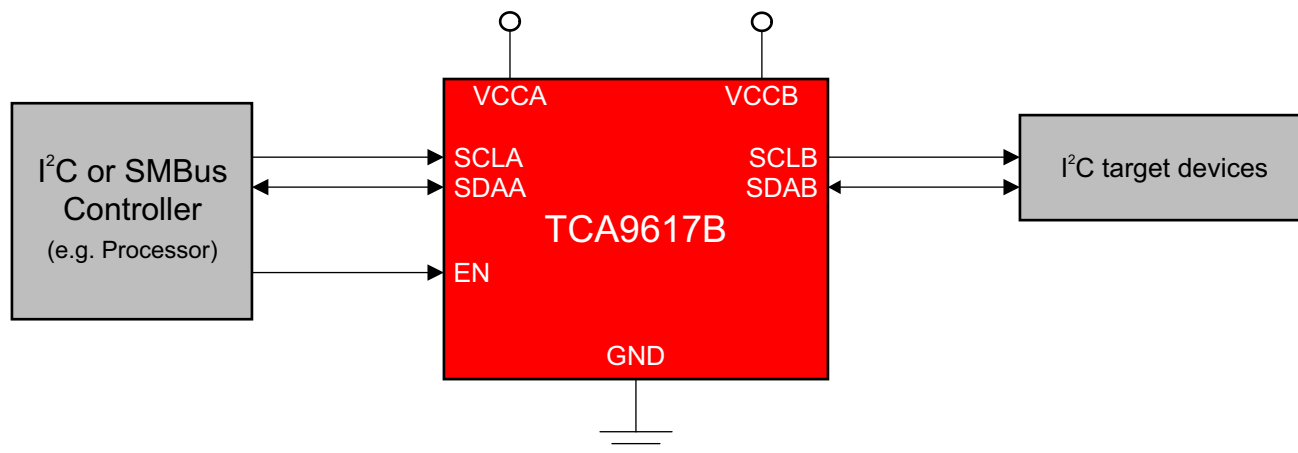 VCCA
VCCB
I²C or SMBus
Controller
(e.g. Processor)
SCLA
SDAA
EN
SCLB
SDAB
TCA9617B
GND
I²C target devices